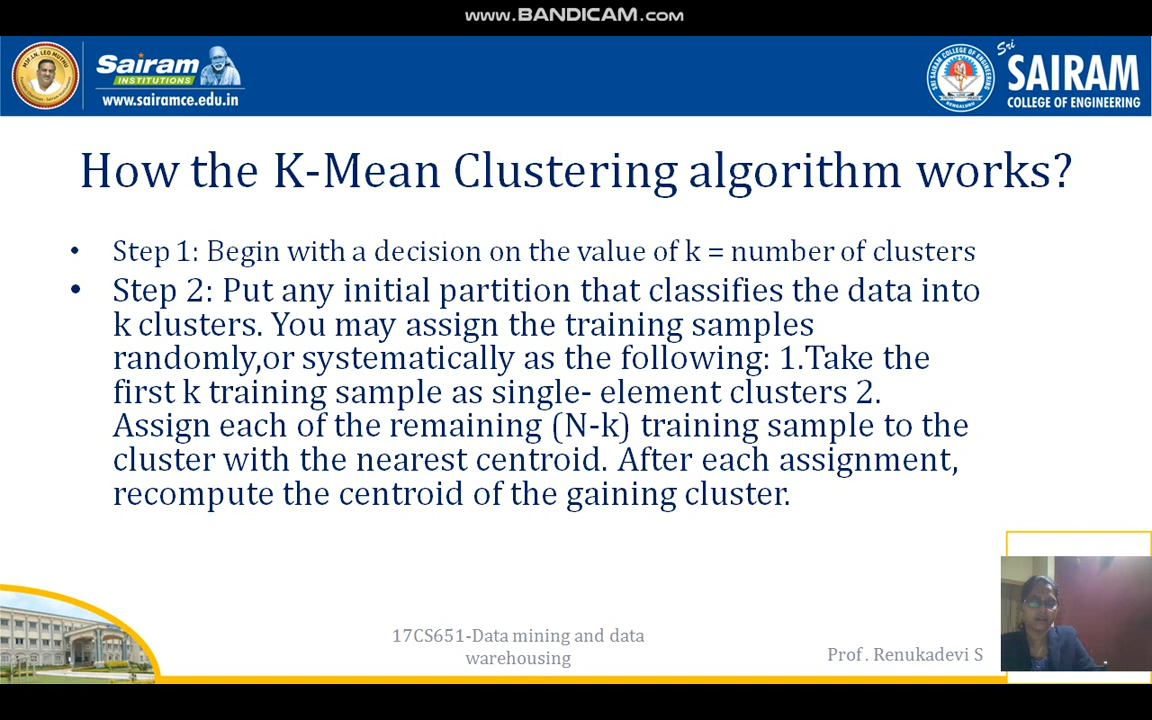 www.BANDICAM.com
Sairam
INSTITUTIONS
www.sairamce.edu.in
Sri
SAIRAM
COLLEGE OF ENGINEERING
How the K-Mean Clustering algorithm works?
• Step 1: Begin with a decision on the value of k = number of clusters
• Step 2: Put any initial partition that classifies the data into
k clusters. You may assign the training samples
randomly,or systematically as the following: 1.Take the
first k training sample as single- element clusters 2.
Assign each of the remaining (N-k) training sample to the
cluster with the nearest centroid. After each assignment,
recompute the centroid of the gaining cluster.
17CS651-Data mining and data
warehousing
Prof. Renukadevi S